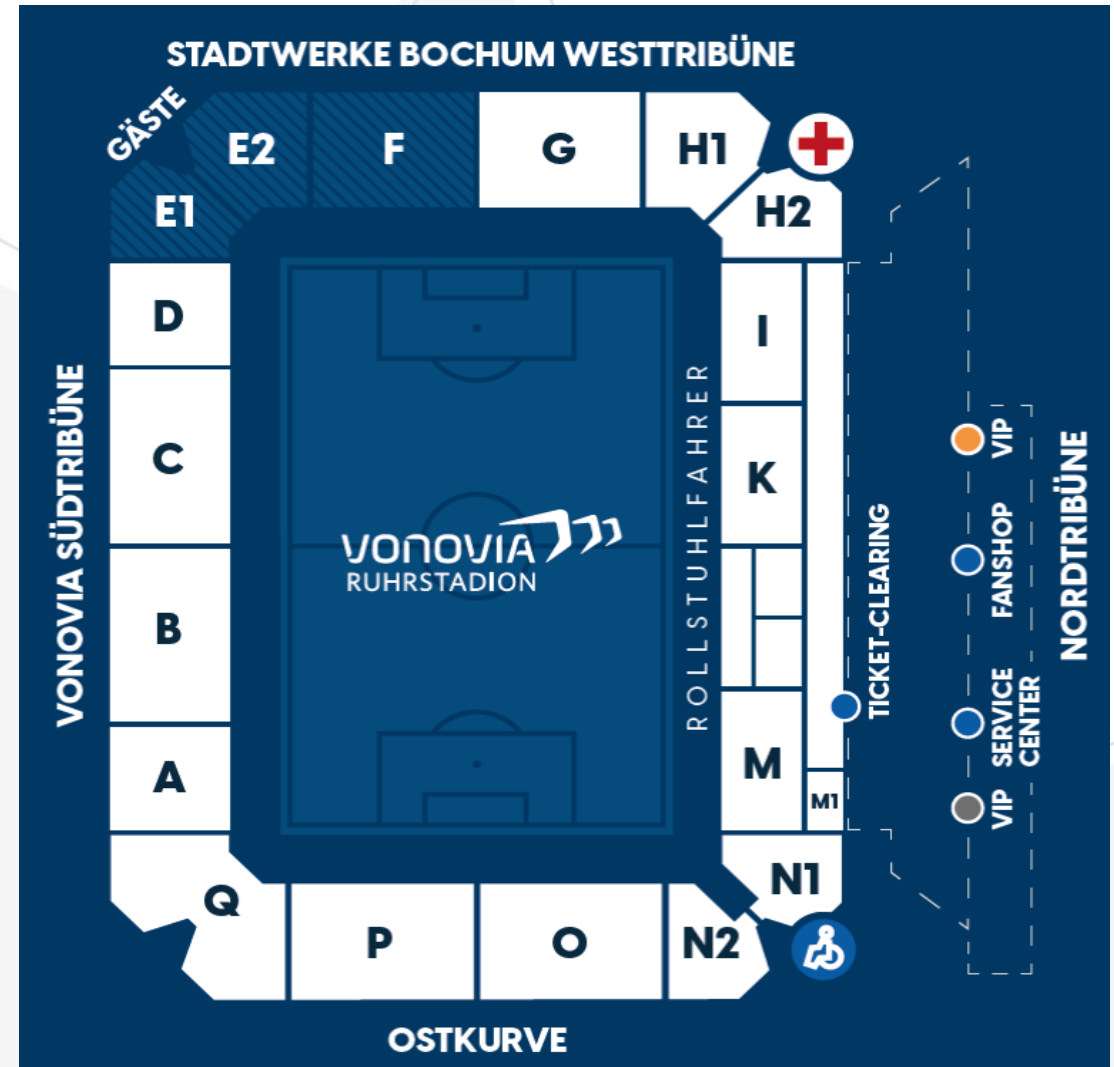 STADTWERKE BOCHUM WESTTRIBÜNE
GÄSTE
E2
F
G
H1
E1
H2
D
I
C
K
VONOVIA SÜDTRIBÜNE
ROLLSTUHLFAHRER
VIP
FANSHOP
NORDTRIBÜNE
VONOVIA
RUHRSTADION
TICKET-CLEARING
B
SERVICE
CENTER
A
M
M1
VIP
Q
P
O
N2
N1
OSTKURVE